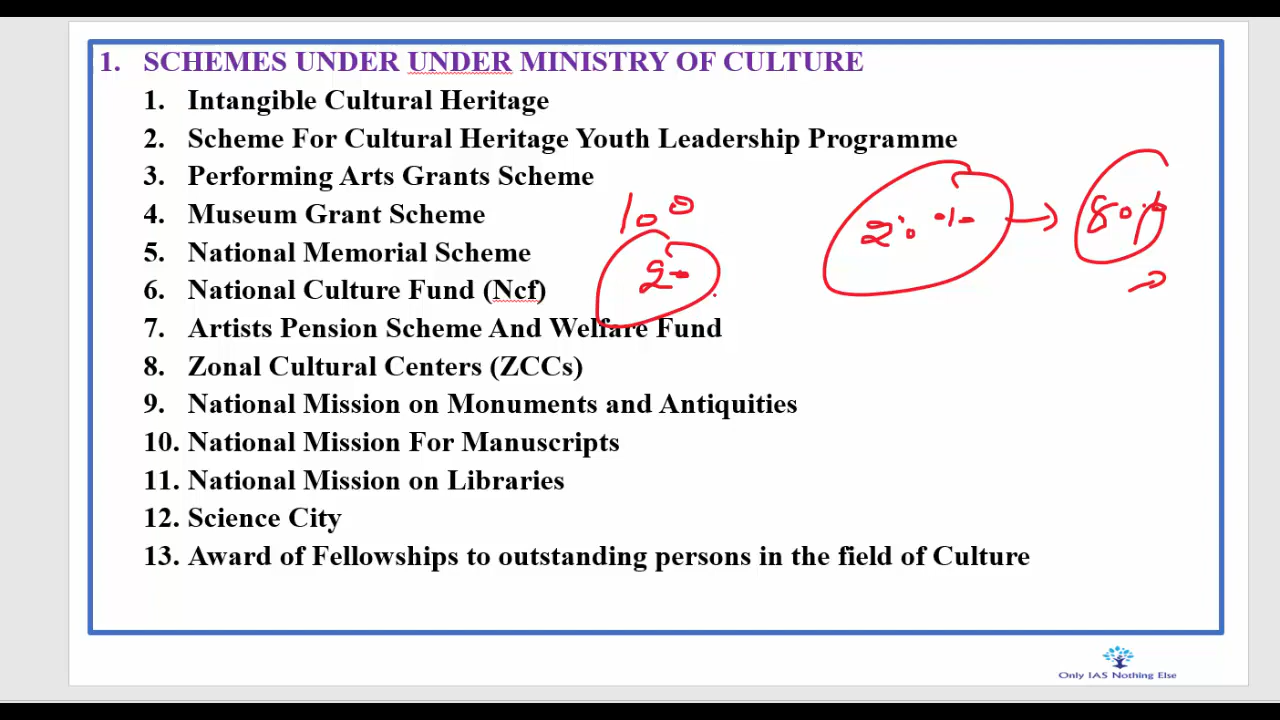 1. SCHEMES UNDER UNDER MINISTRY OF CULTURE
1. Intangible Cultural Heritage
2. Scheme For Cultural Heritage Youth Leadership Programme
3. Performing Arts Grants Scheme
4. Museum Grant Scheme
5. National Memorial Scheme
6. National Culture Fund (Ncf)
7. Artists Pension Scheme And Welfare Fund
8. Zonal Cultural Centers (ZCCs)
9. National Mission on Monuments and Antiquities
10. National Mission For Manuscripts
11. National Mission on Libraries
12. Science City
13. Award of Fellowships to outstanding persons in the field of Culture
100
Only IAS Nothing Else